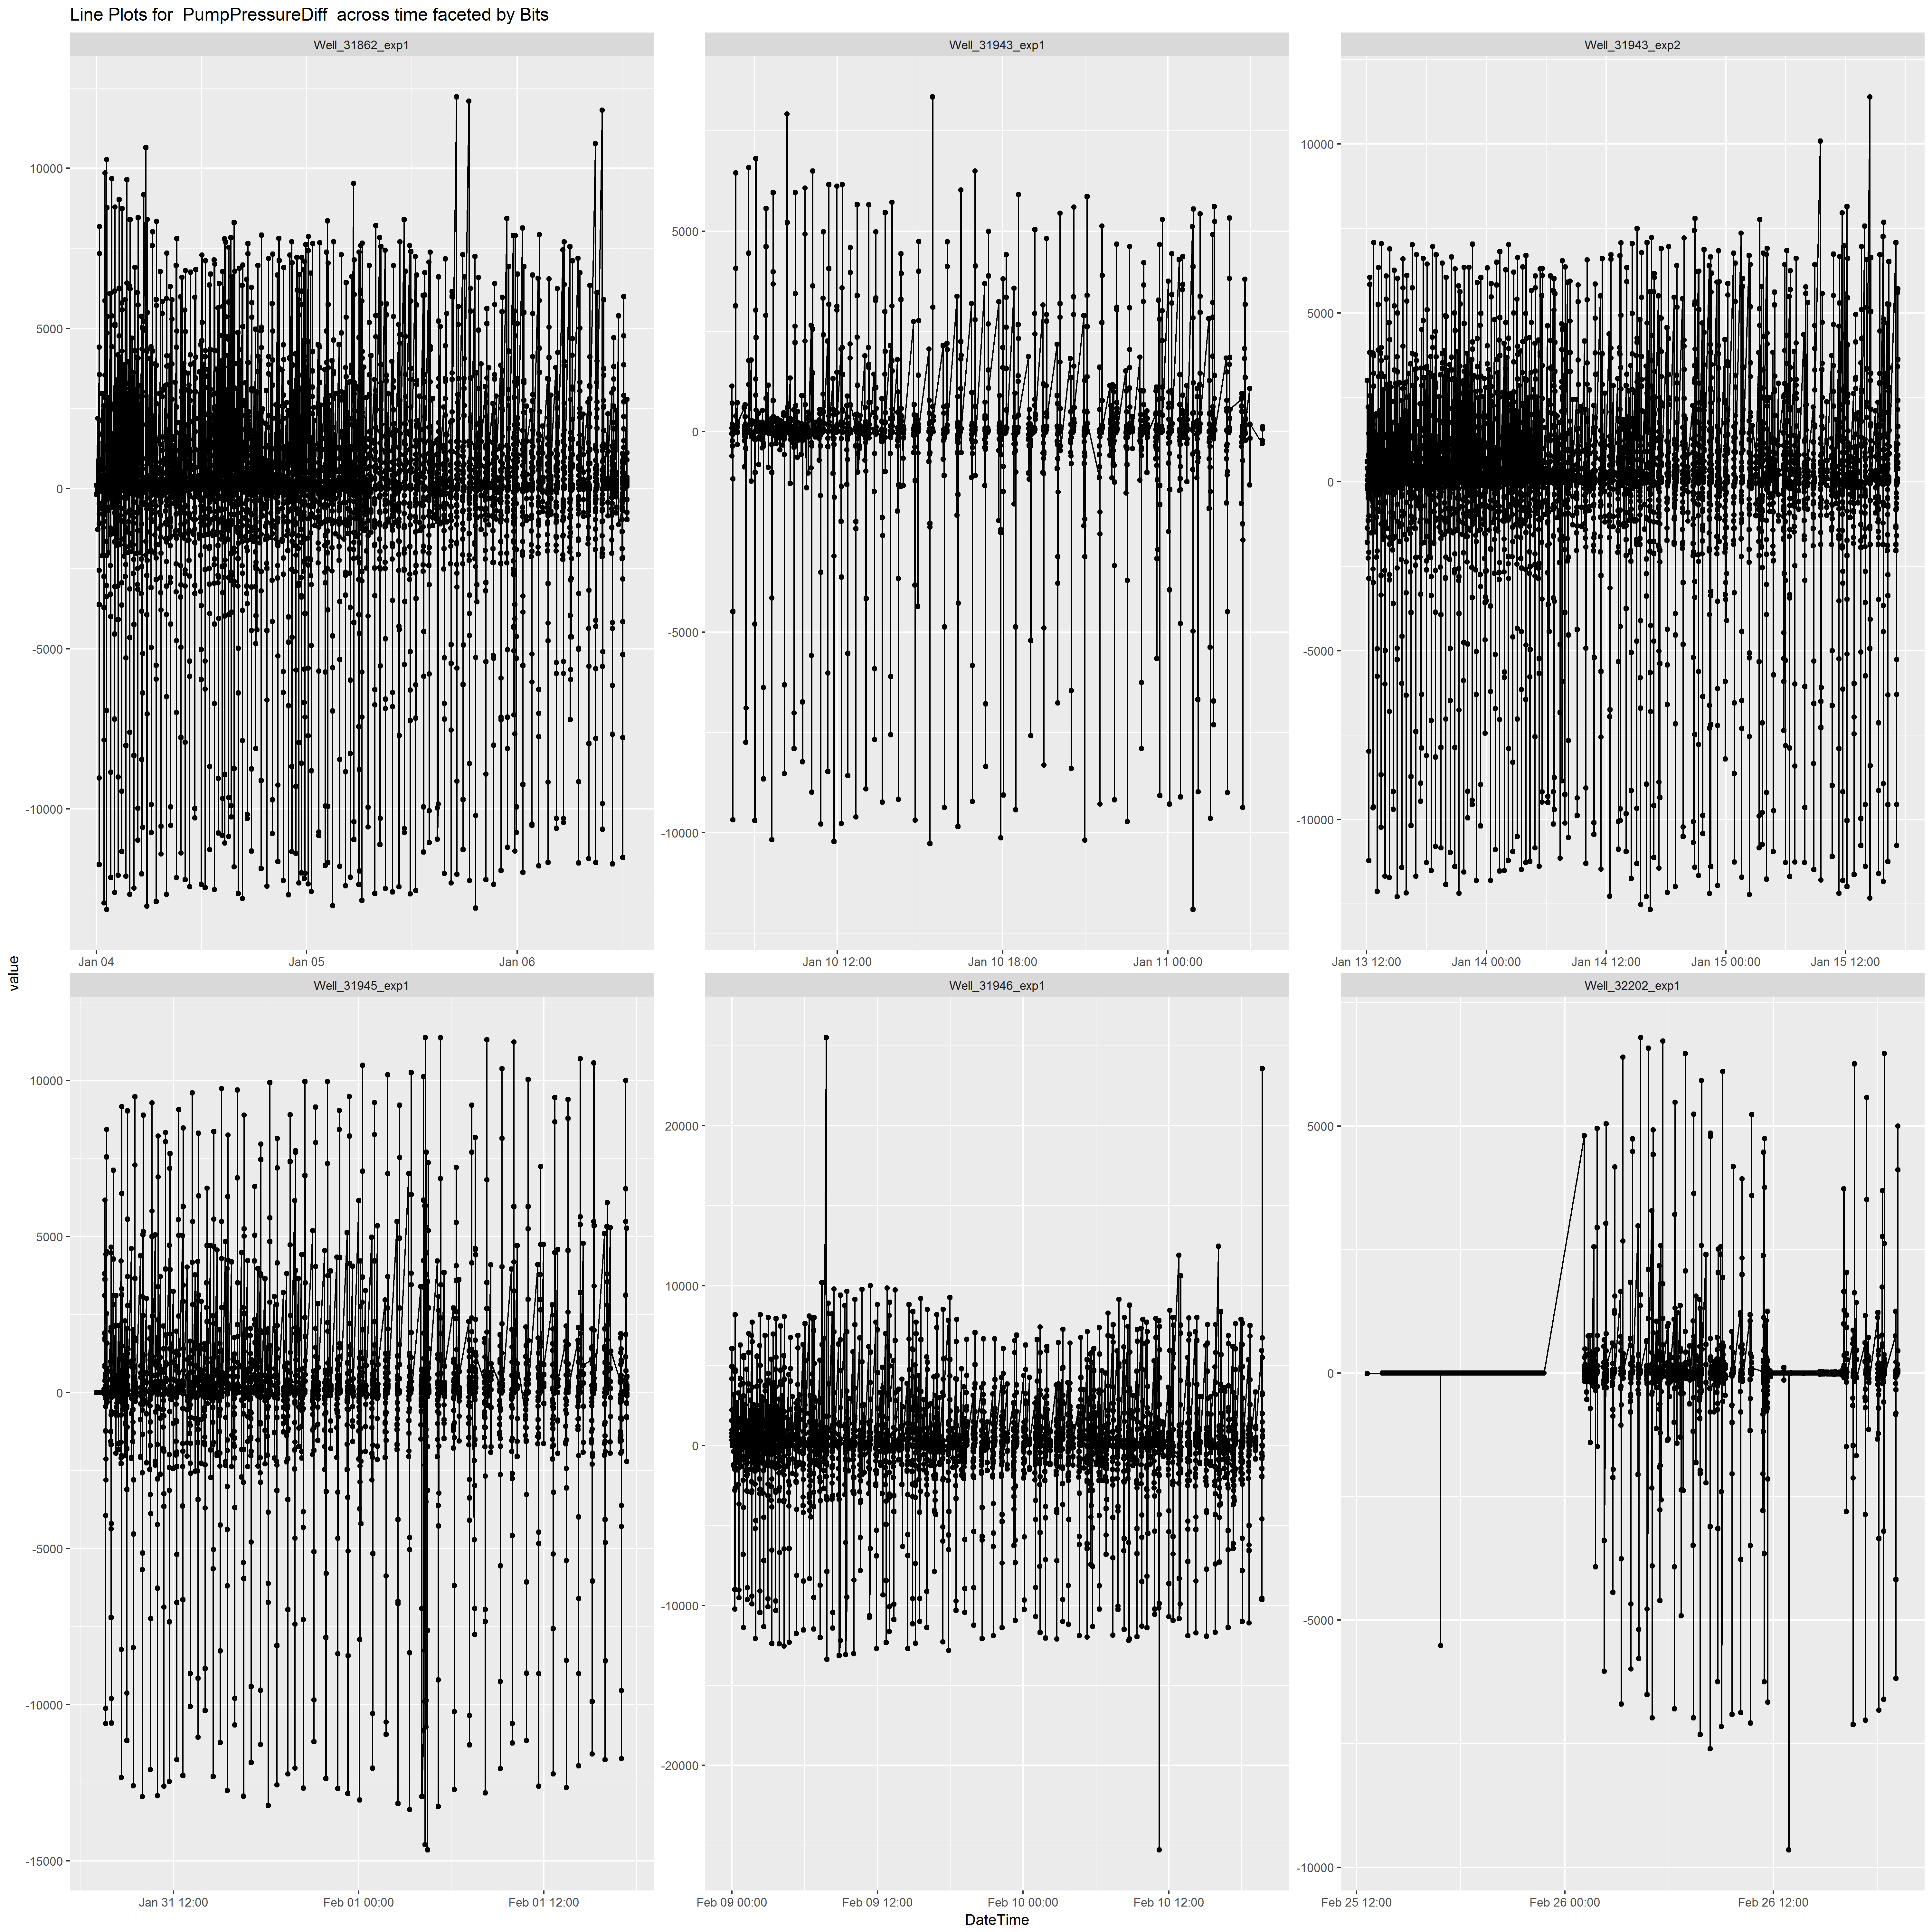 Line Plots for  PumpPressureDiff  across time faceted by Bits
Well_31862_exp1
Well_31943_exp1
Well_31943_exp2
10000
5000
0
-5000
-10000
5000
0
-5000
-10000
10000
5000
0
-5000
-10000
Jan 04
Jan 05
Jan 06
Jan 10 12:00
Jan 10 18:00
Jan 11 00:00
Jan 13 12:00
Jan 14 00:00
Jan 14 12:00
Jan 15 00:00
Jan 15 12:00
value
Well_31945_exp1
Well_31946_exp1
Well_32202_exp1
10000
5000
0
-5000
-10000
-15000
20000
10000
0
-10000
-20000
5000
0
-5000
-10000
Jan 31 12:00
Feb 01 00:00
Feb 01 12:00
Feb 09 00:00
Feb 09 12:00
Feb 10 00:00
Feb 10 12:00
Feb 25 12:00
Feb 26 00:00
Feb 26 12:00
DateTime